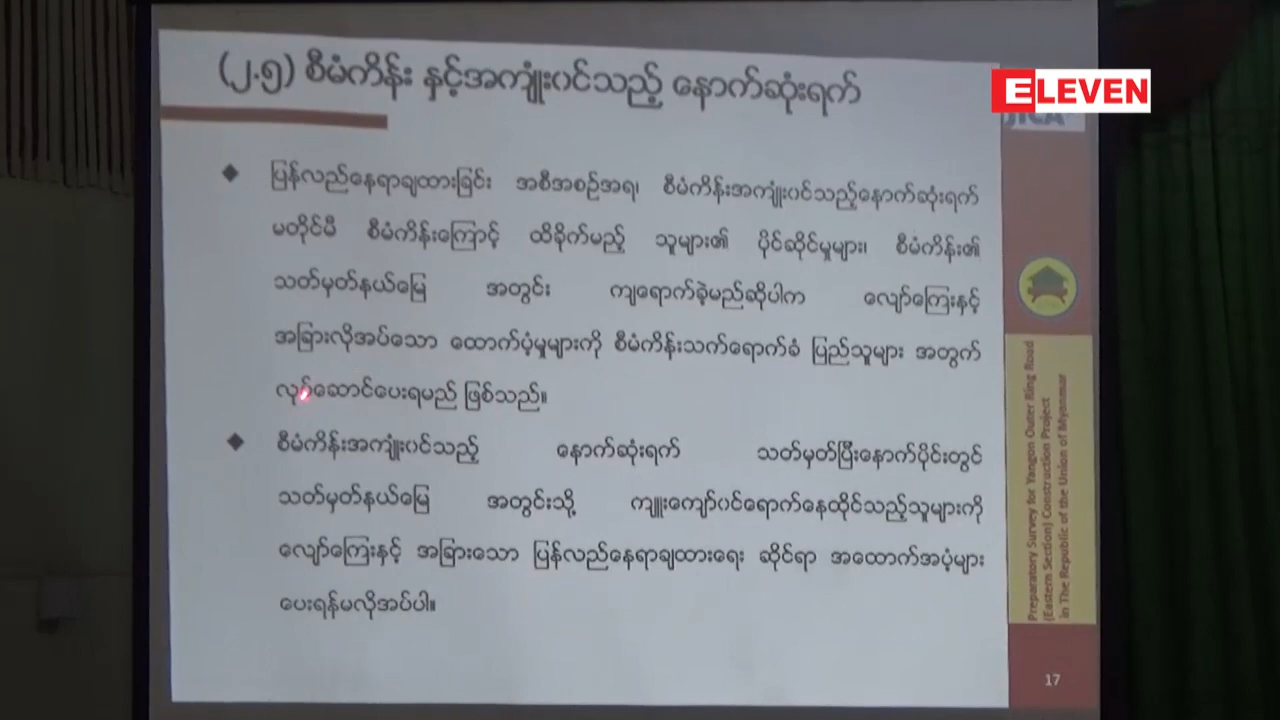 (၂.၅) စီမံကိန်း နှင့်အကျုံးဝင်သည့် နောက်ဆုံးရက်
ELEVEN
JICA
◆ ပြန်လည်နေရာချထားခြင်း အစီအစဉ်အရ၊ စီမံကိန်းအကျုံးဝင်သည့်နောက်ဆုံးရက်
မတိုင်မီ စီမံကိန်းကြောင့် ထိခိုက်မည့် သူများ၏ ပိုင်ဆိုင်မှုများ၊ စီမံကိန်း၏
သတ်မှတ်နယ်မြေ အတွင်း ကျရောက်ခဲ့မည်ဆိုပါက လျော်ကြေးနှင့်
အခြားလိုအပ်သော ထောက်ပံ့မှုများကို စီမံကိန်းသက်ရောက်ခံ ပြည်သူများ အတွက်
လုပ်ဆောင်ပေးရမည် ဖြစ်သည်။
◆ စီမံကိန်းအကျုံးဝင်သည့် နောက်ဆုံးရက် သတ်မှတ်ပြီးနောက်ပိုင်းတွင်
သတ်မှတ်နယ်မြေ အတွင်းသို့ ကျူးကျော်ဝင်ရောက်နေထိုင်သည့်သူများကို
လျော်ကြေးနှင့် အခြားသော ပြန်လည်နေရာချထားရေး ဆိုင်ရာ အထောက်အပံ့များ
ပေးရန်မလိုအပ်ပါ။
Preparatory Survey for Yangon Outer Ring Road
(Eastern Section) Construction Project
in The Republic of the Union of Myanmar
17